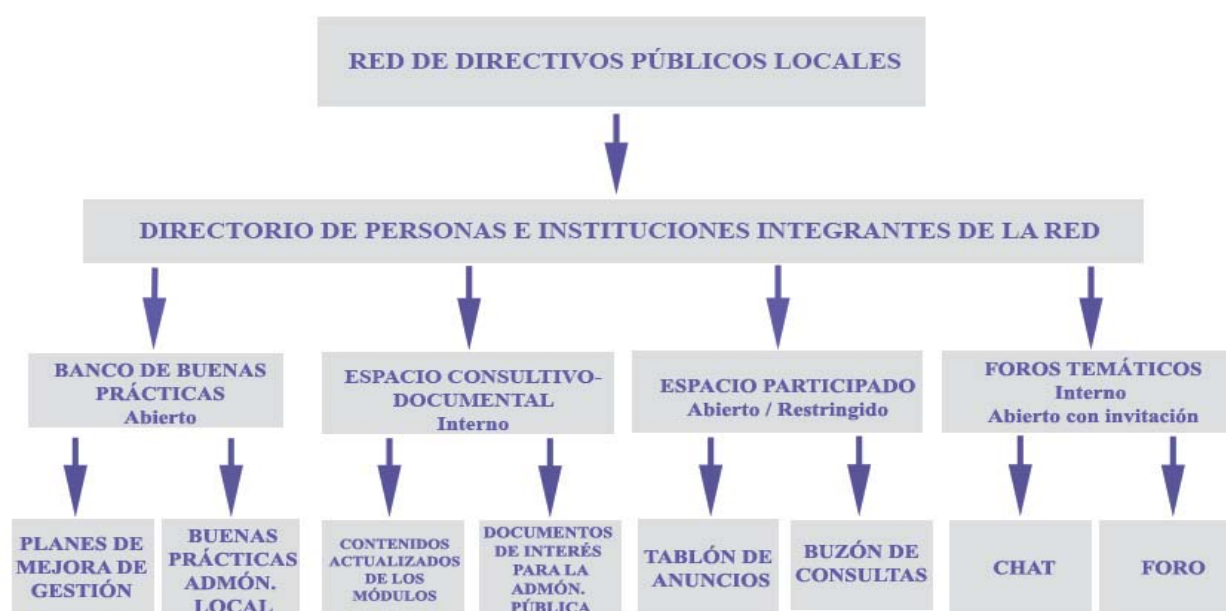 RED DE DIRECTIVOS PÚBLICOS LOCALES
DIRECTORIO DE PERSONAS E INSTITUCIONES INTEGRANTES DE LA RED
BANCO DE BUENAS
PRÁCTICAS
Abierto
ESPACIO CONSULTIVO-
DOCUMENTAL
Interno
ESPACIO PARTICIPADO
Abierto / Restringido
FOROS TEMÁTICOS
Interno
Abierto con invitación
PLANES DE
MEJORA DE
GESTIÓN
BUENAS
PRÁCTICAS
ADMÓN.
LOCAL
CONTENIDOS
ACTUALIZADOS
DE LOS
MÓDULOS
DOCUMENTOS
DE INTERÉS
PARA LA
ADMÓN.
PÚBLICA
TABLÓN DE
ANUNCIOS
BUZÓN DE
CONSULTAS
CHAT
FORO